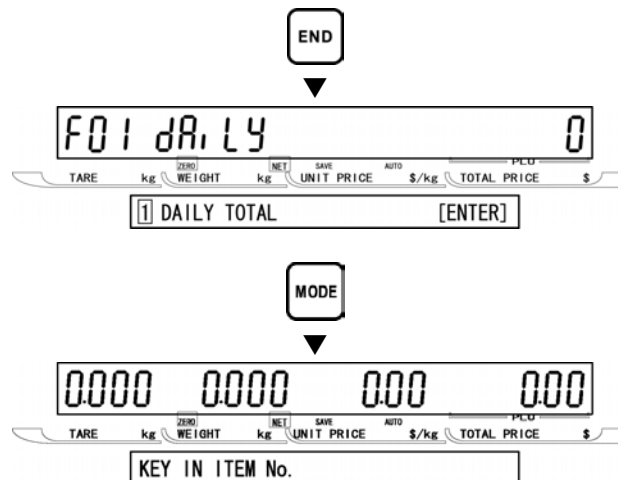 END
F01 dAiLY 0
PLU
ZERO NET SAVE AUTO
TARE kg WEIGHT kg UNIT PRICE $/kg TOTAL PRICE $
1 DAILY TOTAL [ENTER]
MODE
0.000 0.000 0.00 0.00
PLU
ZERO NET SAVE AUTO
TARE kg WEIGHT kg UNIT PRICE $/kg TOTAL PRICE $
KEY IN ITEM No.